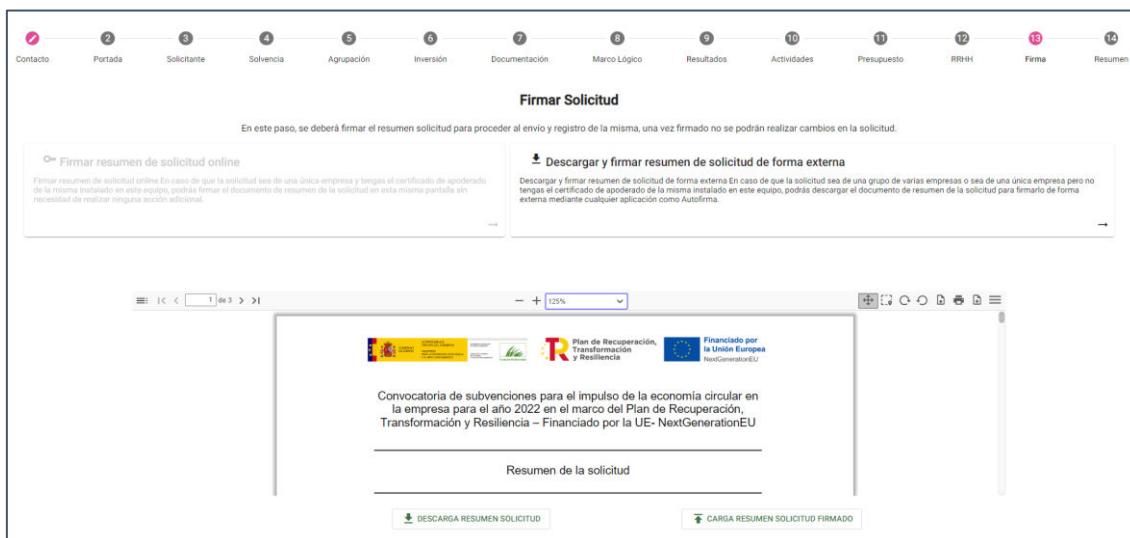 2 3 4 5 6 7 8 9 10 11 12 13 14
Contacto Portada Solicitante Solvencia Agrupación Inversión Documentación Marco Lógico Resultados Actividades Presupuesto RRHH Firma Resumen
Firmar Solicitud
En este paso, se deberá firmar el resumen solicitud para proceder al envío y registro de la misma, una vez firmado no se podrán realizar cambios en la solicitud.
Firmar resumen de solicitud online
Firmar resumen de solicitud online En caso de que la solicitud sea de una única empresa y tengas el certificado de apoderado
de la misma instalado en este equipo, podrás firmar el documento de resumen de la solicitud en esta misma pantalla sin
necesidad de realizar ninguna acción adicional.
Descargar y firmar resumen de solicitud de forma externa
Descargar y firmar resumen de solicitud de forma externa En caso de que la solicitud sea de una grupo de varias empresas o sea de una única empresa pero no
tengas el certificado de apoderado de la misma instalado en este equipo, podrás descargar el documento de resumen de la solicitud para firmarlo de forma
externa mediante cualquier aplicación como Autofirma.
1 de 3 125%
Plan de Recuperación,
Transformación
y Resiliencia
Financiado por
la Unión Europea
NextGenerationEU
Convocatoria de subvenciones para el impulso de la economía circular en
la empresa para el año 2022 en el marco del Plan de Recuperación,
Transformación y Resiliencia – Financiado por la UE- NextGenerationEU
Resumen de la solicitud
DESCARGA RESUMEN SOLICITUD
CARGA RESUMEN SOLICITUD FIRMADO